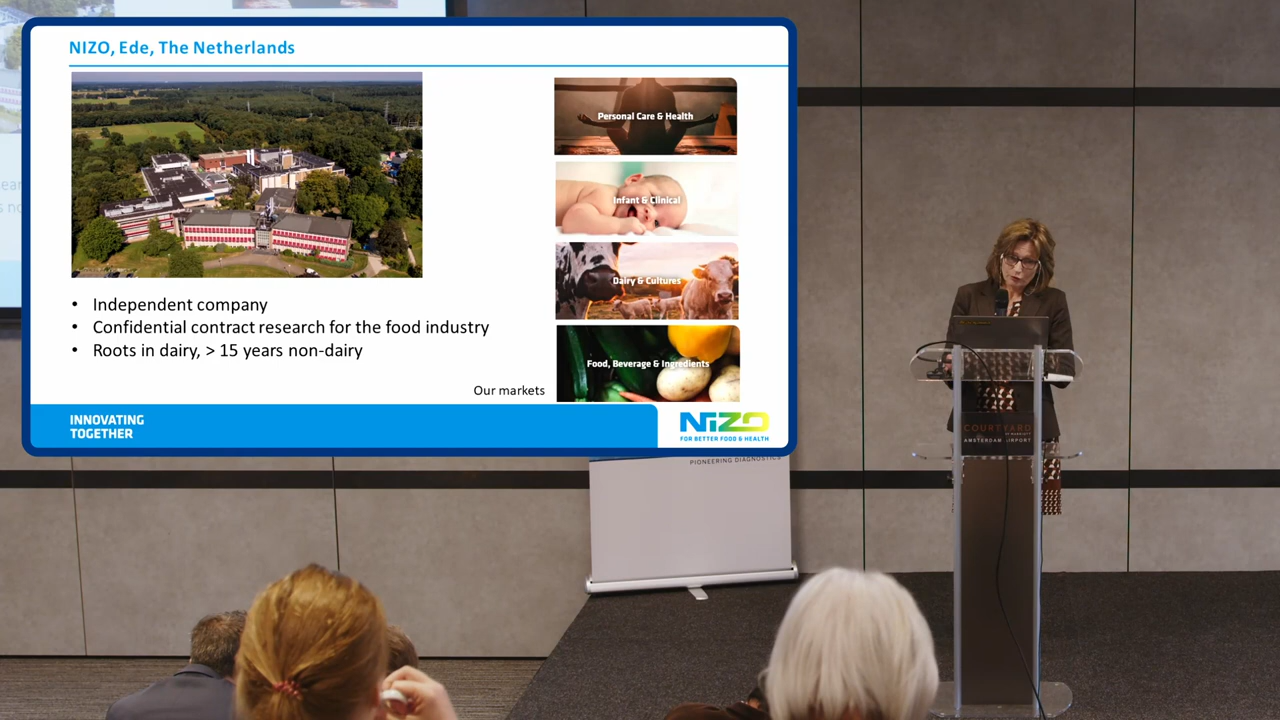 NIZO, Ede, The Netherlands
Personal Care & Health
Infant & Clinical
Dairy & Cultures
Food, Beverage & Ingredients
• Independent company
• Confidential contract research for the food industry
• Roots in dairy, > 15 years non-dairy
Our markets
INNOVATING
TOGETHER
NIZO
FOR BETTER FOOD & HEALTH
PIONEERING DIAGNOSTICS
COURTYARD
AMSTERDAM AIRPORT